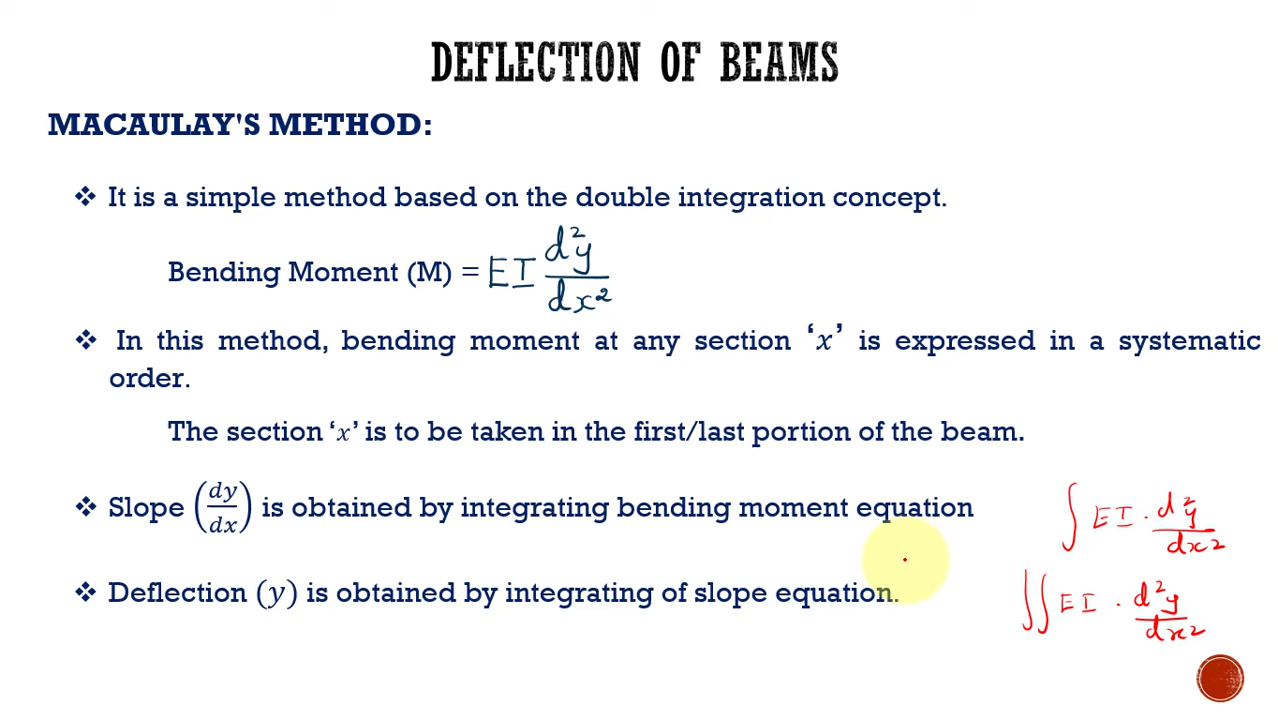 DEFLECTION OF BEAMS
MACAULAY'S METHOD:
❖ It is a simple method based on the double integration concept.
Bending Moment (M) = EI d²y/dx²
❖ In this method, bending moment at any section ‘x’ is expressed in a systematic
order.
The section ‘x’ is to be taken in the first/last portion of the beam.
❖ Slope (dy/dx) is obtained by integrating bending moment equation
∫ EI · d²y/dx²
❖ Deflection (y) is obtained by integrating of slope equation.
∫∫ EI · d²y/dx²